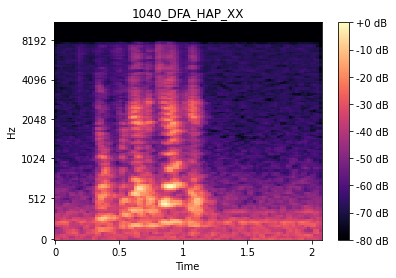 1040_DFA_HAP_XX
8192
4096
2048
1024
512
0
Hz
0
0.5
1
1.5
2
Time
+0 dB
-10 dB
-20 dB
-30 dB
-40 dB
-50 dB
-60 dB
-70 dB
-80 dB